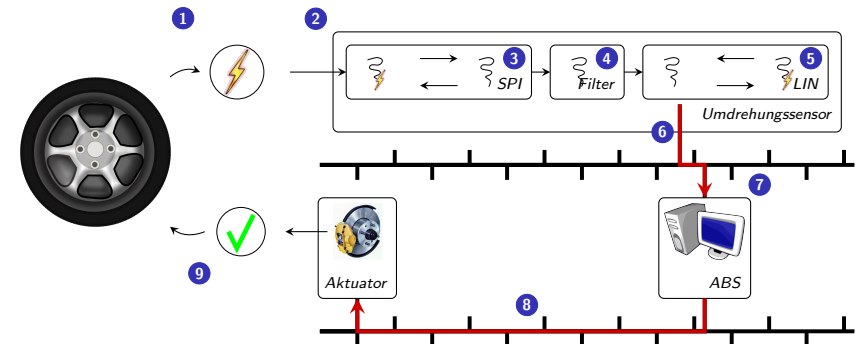 1
2
3
4
5
SPI
Filter
LIN
Umdrehungssensor
6
7
9
Aktuator
ABS
8